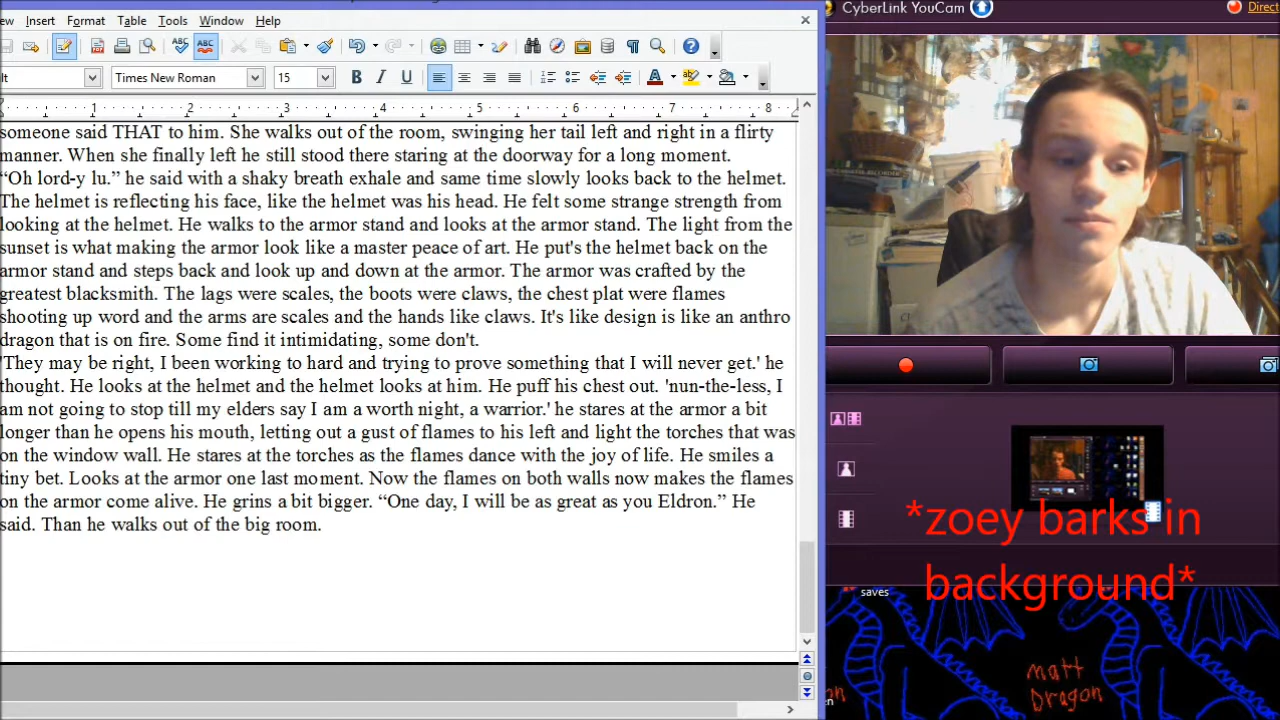 ew Insert Format Table Tools Window Help
CyberLink YouCam
Direct
lt Times New Roman 15 B I U
1 2 3 4 5 6 7 8
someone said THAT to him. She walks out of the room, swinging her tail left and right in a flirty
manner. When she finally left he still stood there staring at the doorway for a long moment.
“Oh lord-y lu.” he said with a shaky breath exhale and same time slowly looks back to the helmet.
The helmet is reflecting his face, like the helmet was his head. He felt some strange strength from
looking at the helmet. He walks to the armor stand and looks at the armor stand. The light from the
sunset is what making the armor look like a master peace of art. He put's the helmet back on the
armor stand and steps back and look up and down at the armor. The armor was crafted by the
greatest blacksmith. The lags were scales, the boots were claws, the chest plat were flames
shooting up word and the arms are scales and the hands like claws. It's like design is like an anthro
dragon that is on fire. Some find it intimidating, some don't.
'They may be right, I been working to hard and trying to prove something that I will never get.' he
thought. He looks at the helmet and the helmet looks at him. He puff his chest out. 'nun-the-less, I
am not going to stop till my elders say I am a worth night, a warrior.' he stares at the armor a bit
longer than he opens his mouth, letting out a gust of flames to his left and light the torches that was
on the window wall. He stares at the torches as the flames dance with the joy of life. He smiles a
tiny bet. Looks at the armor one last moment. Now the flames on both walls now makes the flames
on the armor come alive. He grins a bit bigger. “One day, I will be as great as you Eldron.” He
said. Than he walks out of the big room.
*zoey barks in
background*
saves
matt
Dragon
on
en